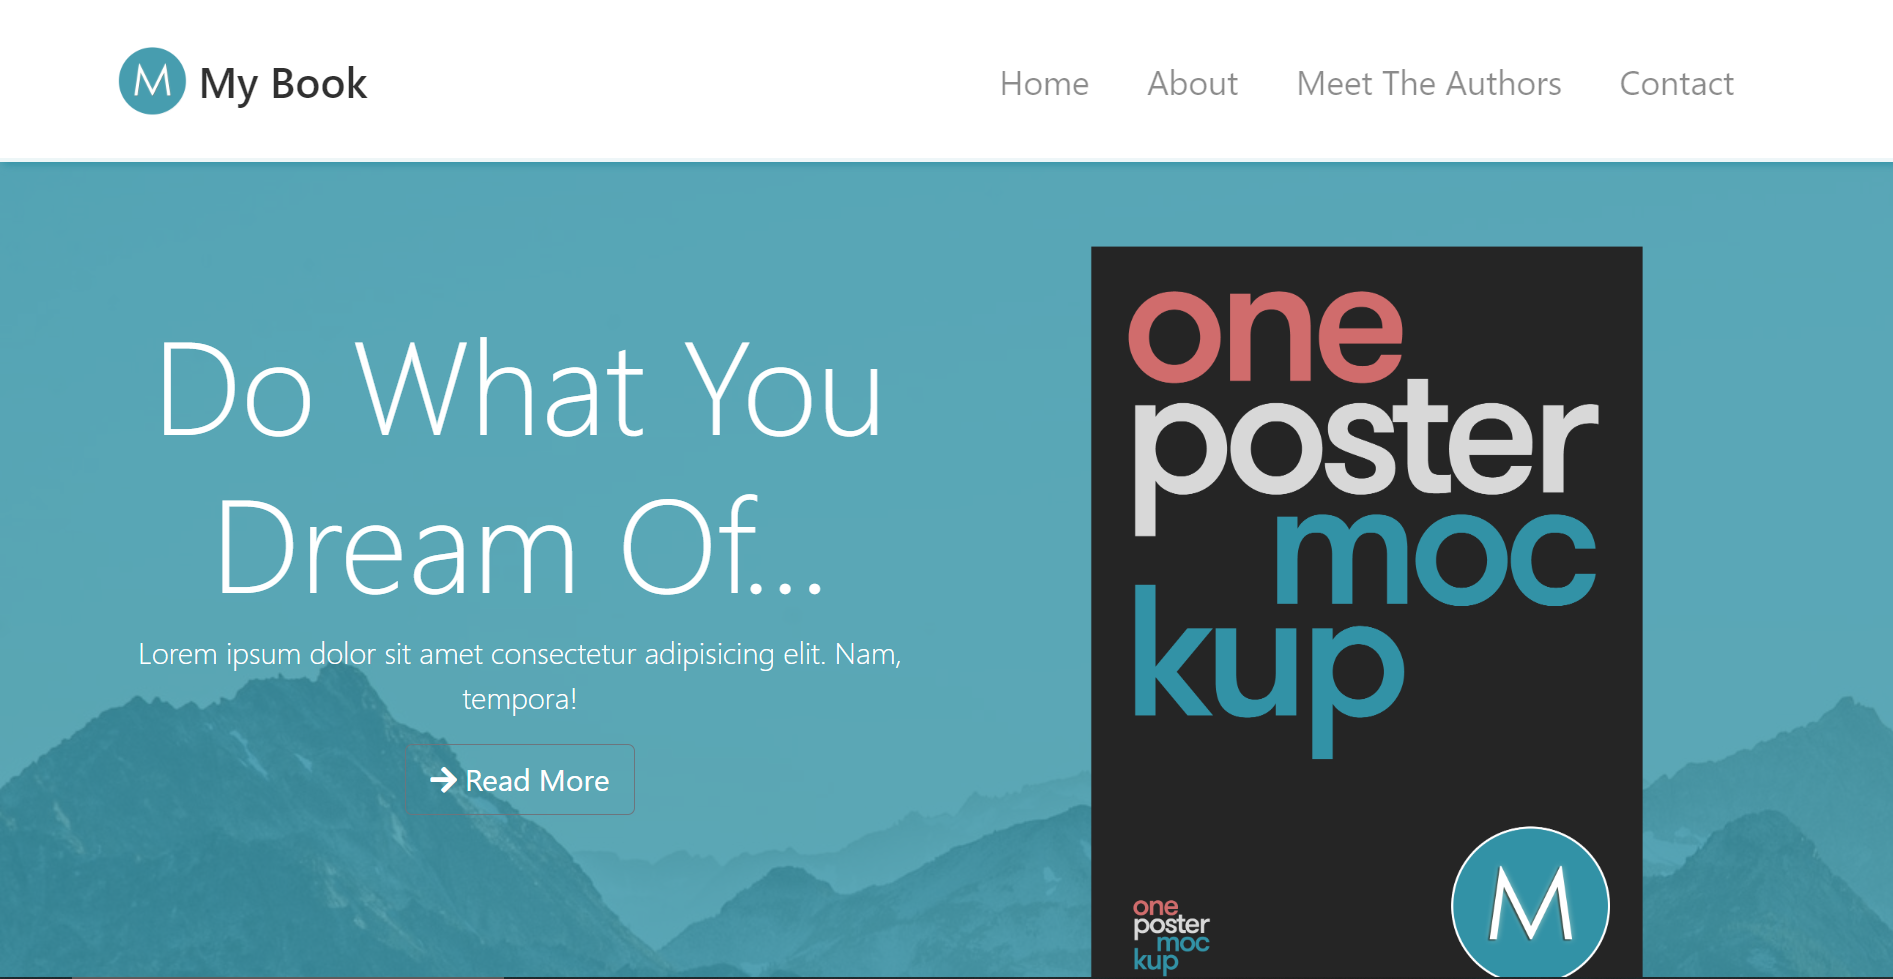 M My Book
Home About Meet The Authors Contact
Do What You
Dream Of...
Lorem ipsum dolor sit amet consectetur adipisicing elit. Nam,
tempora!
Read More
one
poster
moc
kup
one
poster
moc
kup
M